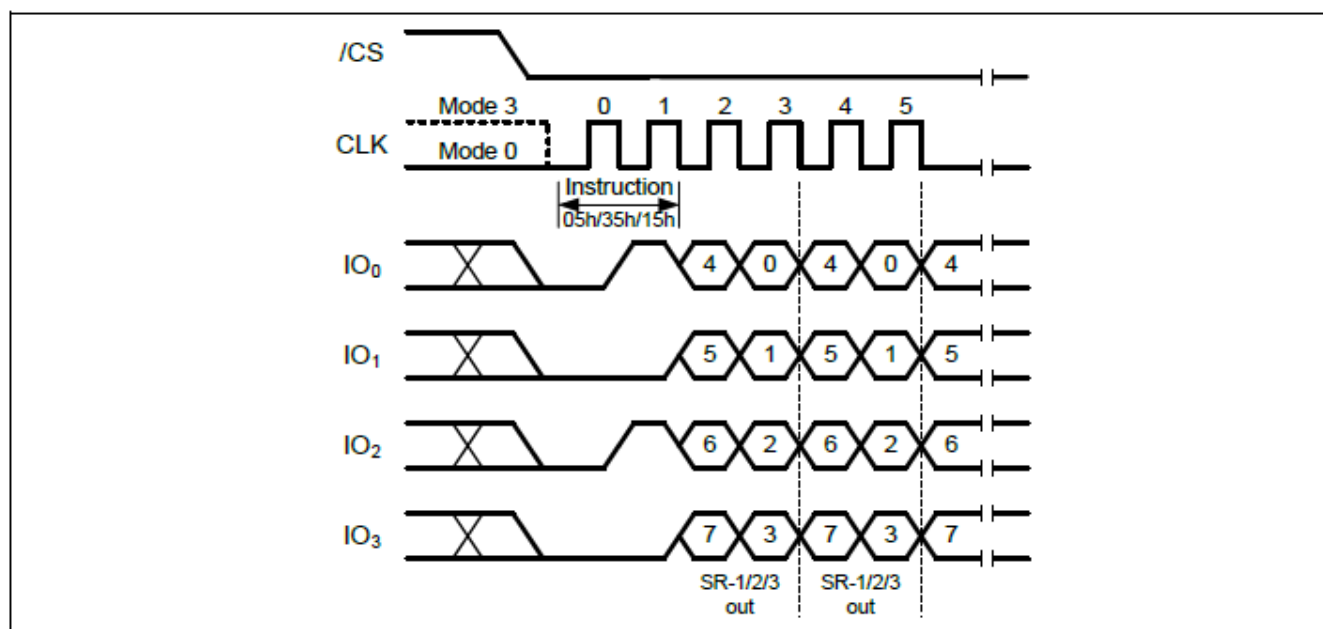 /CS
Mode 3 0 1 2 3 4 5
CLK
Mode 0
Instruction
05h/35h/15h
IO0 4 0 4 0 4
IO1 5 1 5 1 5
IO2 6 2 6 2 6
IO3 7 3 7 3 7
SR-1/2/3 SR-1/2/3
out out